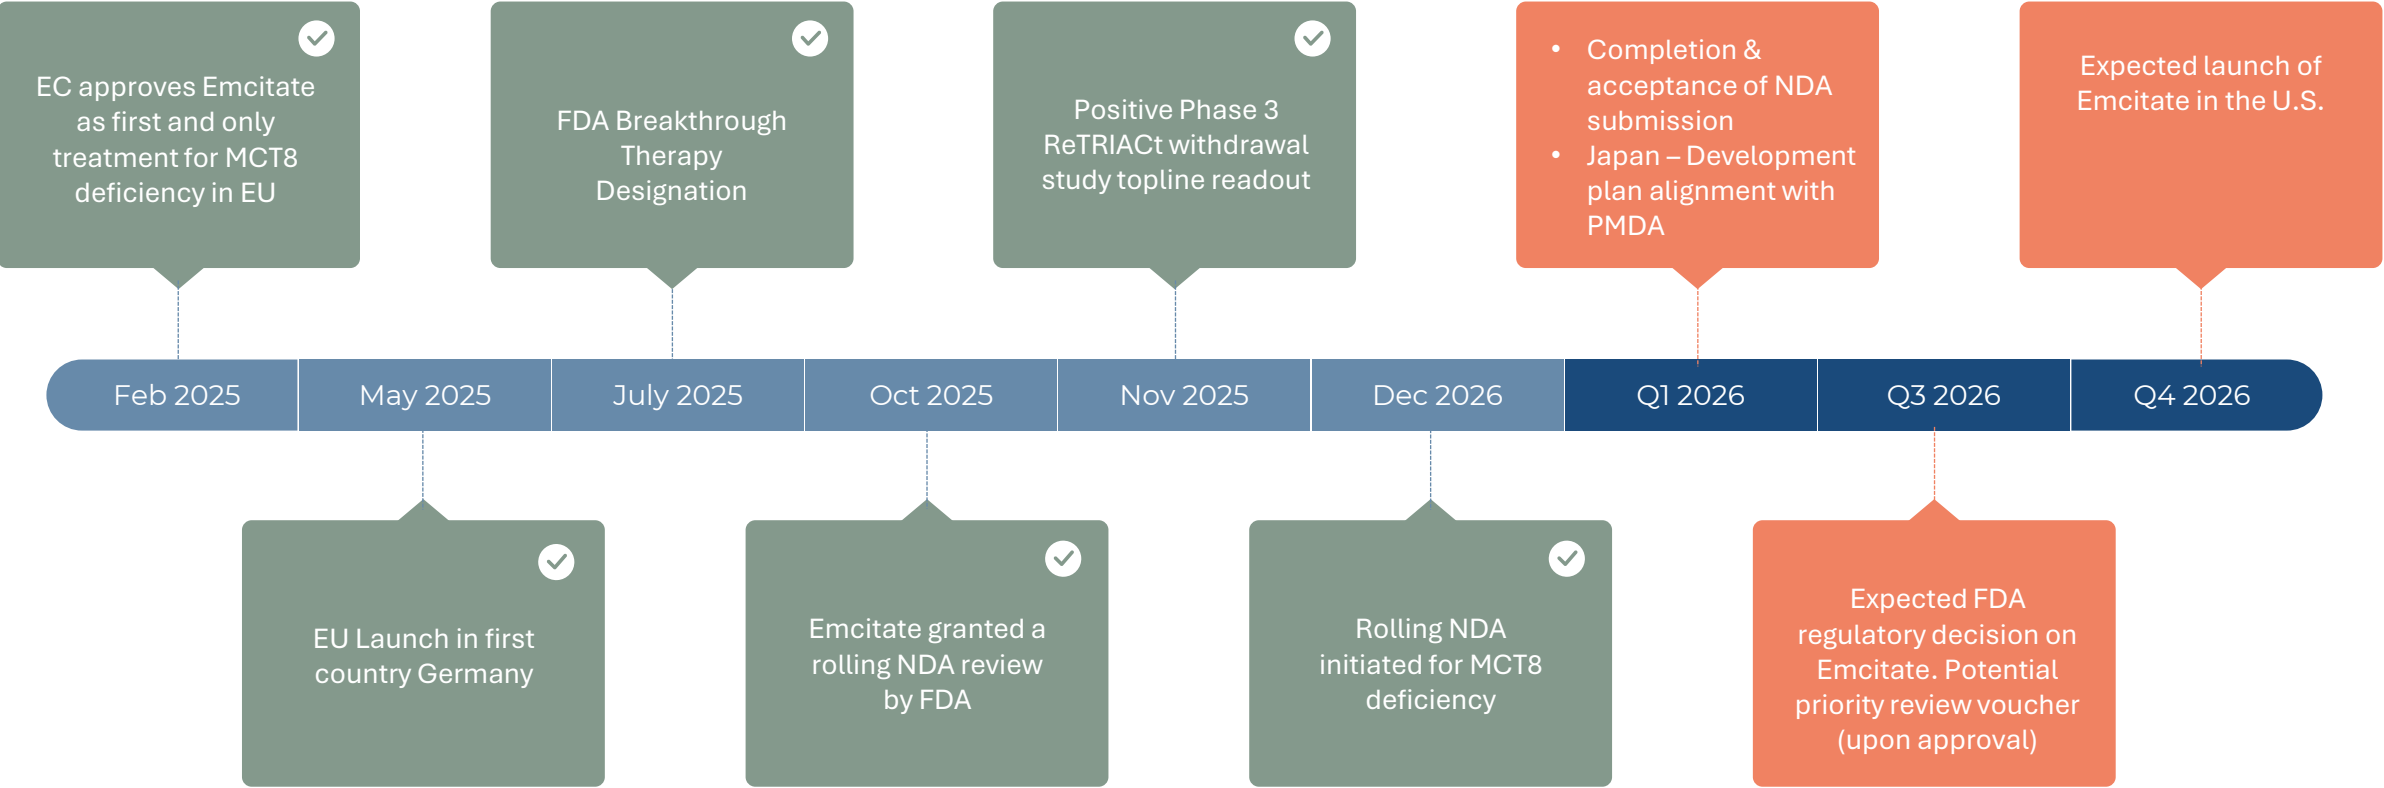 EC approves Emcitate
as first and only
treatment for MCT8
deficiency in EU
FDA Breakthrough
Therapy
Designation
Positive Phase 3
ReTRIACt withdrawal
study topline readout
• Completion &
acceptance of NDA
submission
• Japan – Development
plan alignment with
PMDA
Expected launch of
Emcitate in the U.S.
Feb 2025
May 2025
July 2025
Oct 2025
Nov 2025
Dec 2026
Q1 2026
Q3 2026
Q4 2026
EU Launch in first
country Germany
Emcitate granted a
rolling NDA review
by FDA
Rolling NDA
initiated for MCT8
deficiency
Expected FDA
regulatory decision on
Emcitate. Potential
priority review voucher
(upon approval)